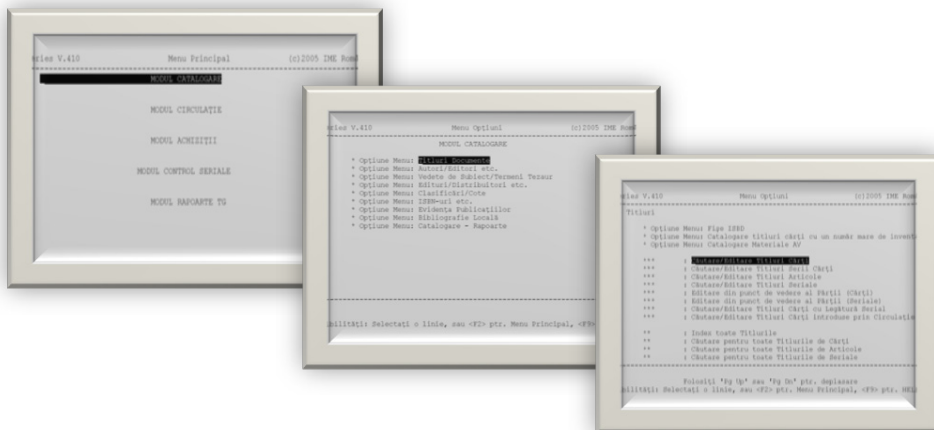 ries V.410 Menu Principal (c)2005 IME Rom
MODUL CATALOGARE
MODUL CIRCULAŢIE
MODUL ACHIZIŢII
MODUL CONTROL SERIALE
MODUL RAPOARTE TG
ries V.410 Menu Opţiuni (c)2005 IME Rom
MODUL CATALOGARE
* Opţiune Menu: Titluri Documente
* Opţiune Menu: Autori/Editori etc.
* Opţiune Menu: Vedete de Subiect/Termeni Tezaur
* Opţiune Menu: Edituri/Distribuitori etc.
* Opţiune Menu: Clasificări/Cote
* Opţiune Menu: ISBN-uri etc.
* Opţiune Menu: Evidenţa Publicaţiilor
* Opţiune Menu: Bibliografie Locală
* Opţiune Menu: Catalogare - Rapoarte
ibilităţi: Selectaţi o linie, sau <F2> ptr. Menu Principal, <F9>
ries V.410 Menu Opţiuni (c)2005 IME Rom
Titluri
* Opţiune Menu: Fişe ISBD
* Opţiune Menu: Catalogare titluri cărţi cu un număr mare de invent
* Opţiune Menu: Catalogare Materiale AV
*** : Căutare/Editare Titluri Cărţi
*** : Căutare/Editare Titluri Serii Cărţi
*** : Căutare/Editare Titluri Articole
*** : Căutare/Editare Titluri Seriale
*** : Editare din punct de vedere al Părţii (Cărţi)
*** : Editare din punct de vedere al Părţii (Seriale)
*** : Căutare/Editare Titluri Cărţi cu Legătură Serial
*** : Căutare/Editare Titluri Cărţi introduse prin Circulaţie
** : Index toate Titlurile
** : Căutare pentru toate Titlurile de Cărţi
** : Căutare pentru toate Titlurile de Articole
** : Căutare pentru toate Titlurile de Seriale
Folosiţi 'Pg Up' sau 'Pg Dn' ptr. deplasare
bilităţi: Selectaţi o linie, sau <F2> ptr. Menu Principal, <F9> ptr. HEL